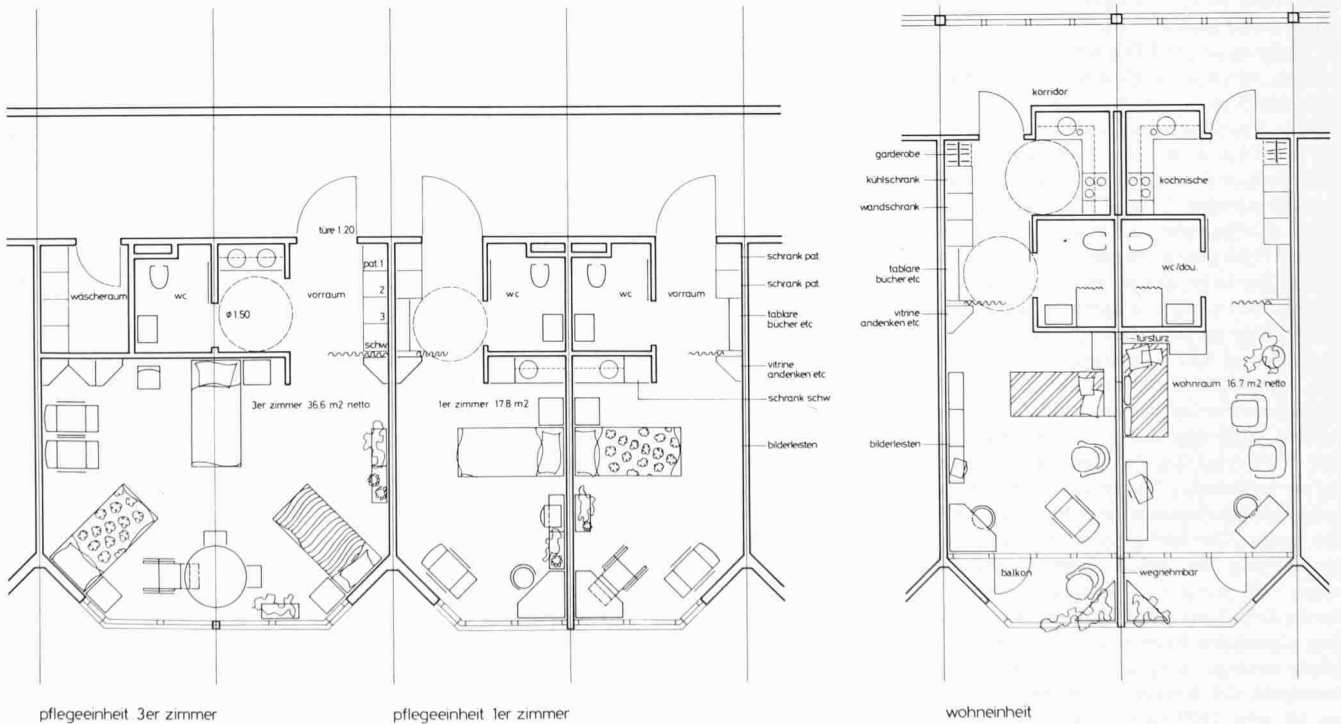 türe 1.20
wäscheraum
wc
ø 1.50
vorraum
pat. 1
2
3
schw
3er zimmer 36.6 m2 netto
wc
wc
vorraum
1er zimmer 17.8 m2
schrank pat.
schrank pat.
tablare
bücher etc
vitrine
andenken etc
schrank schw
bilderleisten
korridor
garderobe
kühlschrank
wandschrank
kochnische
tablare
bücher etc
wc/dou
vitrine
andenken etc
türsturz
wohnraum 16.7 m2 netto
bilderleisten
balkon
wegnehmbar
pflegeeinheit 3er zimmer
pflegeeinheit 1er zimmer
wohneinheit